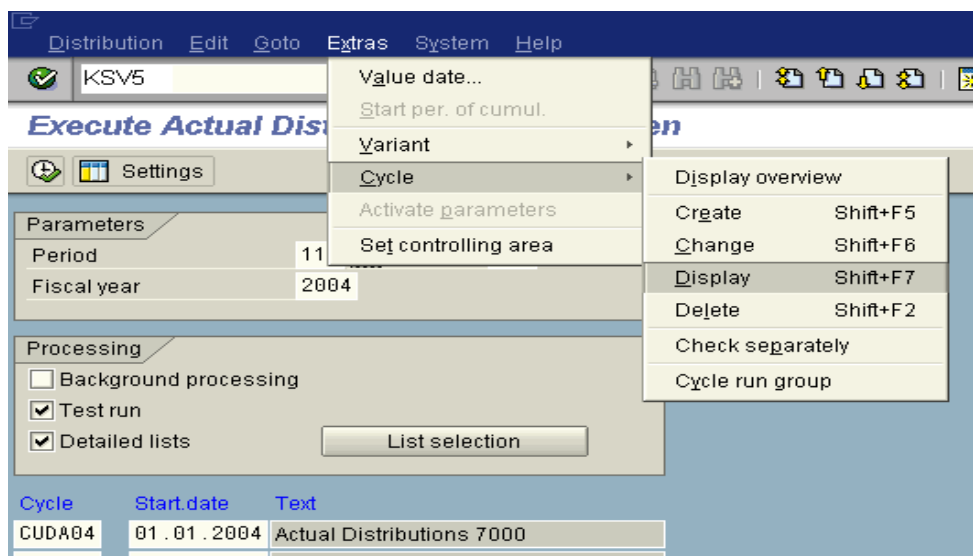 Distribution Edit Goto Extras System Help
KSV5
Value date...
Start per. of cumul.
Execute Actual Dis
en
Variant
Settings
Cycle
Display overview
Activate parameters
Create Shift+F5
Parameters
Set controlling area
Change Shift+F6
Period 11
Display Shift+F7
Fiscal year 2004
Delete Shift+F2
Processing
Check separately
Background processing
Cycle run group
Test run
Detailed lists
List selection
Cycle Start.date Text
CUDA04 01.01.2004 Actual Distributions 7000